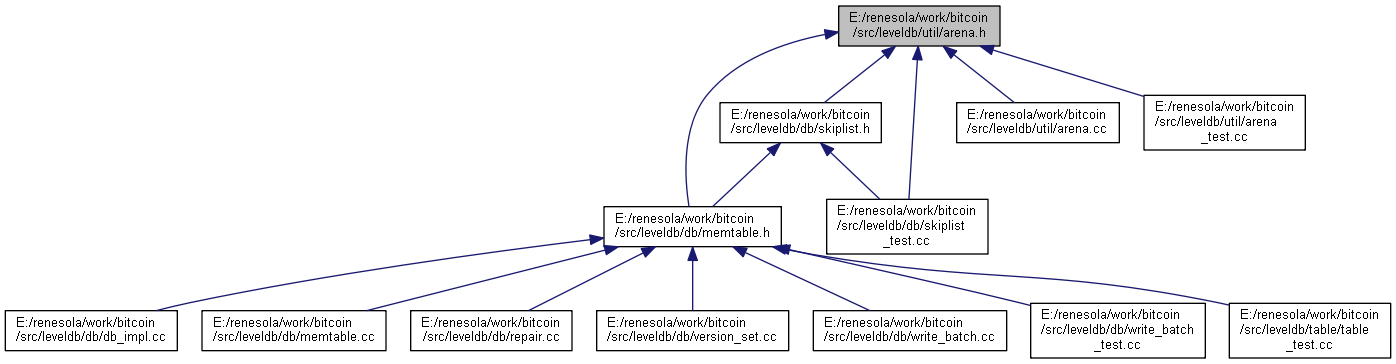 E:/renesola/work/bitcoin
/src/leveldb/util/arena.h
E:/renesola/work/bitcoin
/src/leveldb/db/skiplist.h
E:/renesola/work/bitcoin
/src/leveldb/util/arena.cc
E:/renesola/work/bitcoin
/src/leveldb/util/arena
_test.cc
E:/renesola/work/bitcoin
/src/leveldb/db/memtable.h
E:/renesola/work/bitcoin
/src/leveldb/db/skiplist
_test.cc
E:/renesola/work/bitcoin
/src/leveldb/db/db_impl.cc
E:/renesola/work/bitcoin
/src/leveldb/db/memtable.cc
E:/renesola/work/bitcoin
/src/leveldb/db/repair.cc
E:/renesola/work/bitcoin
/src/leveldb/db/version_set.cc
E:/renesola/work/bitcoin
/src/leveldb/db/write_batch.cc
E:/renesola/work/bitcoin
/src/leveldb/db/write_batch
_test.cc
E:/renesola/work/bitcoin
/src/leveldb/table/table
_test.cc